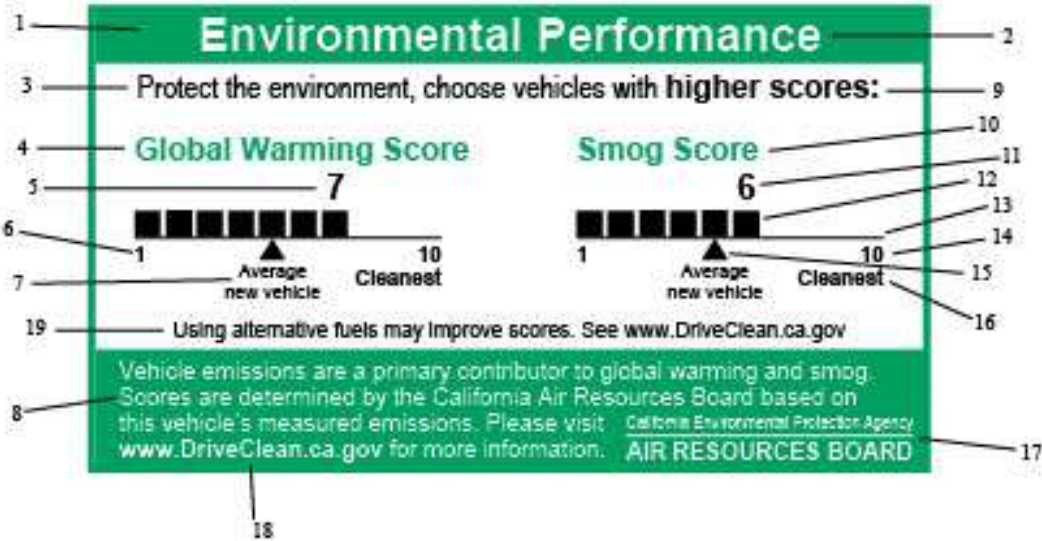 1 Environmental Performance 2
3 Protect the environment, choose vehicles with higher scores: 9
4 Global Warming Score Smog Score 10
5 7 6 11
12
6 1 10 1 10 13
14
7 Average Cleanest Average Cleanest 15
new vehicle new vehicle 16
19 Using alternative fuels may improve scores. See www.DriveClean.ca.gov
Vehicle emissions are a primary contributor to global warming and smog.
8 Scores are determined by the California Air Resources Board based on
this vehicle's measured emissions. Please visit California Environmental Protection Agency
www.DriveClean.ca.gov for more information. AIR RESOURCES BOARD 17
18